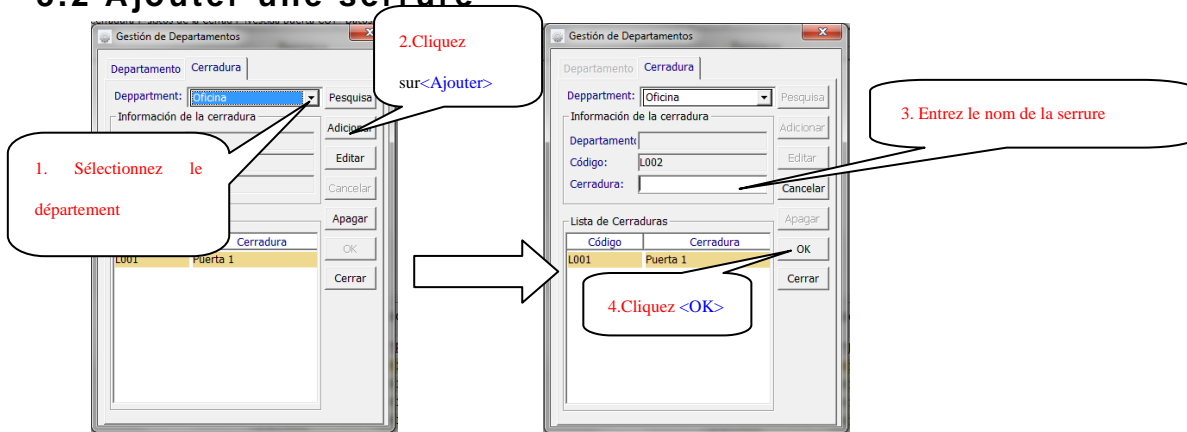 Ajouter une serrure
Gestión de Departamentos
Departamento Cerradura
Deppartment: Oficina Pesquisa
Información de la cerradura
Adicionar
Editar
Cancelar
Apagar
Cerradura
OK
L001 Puerta 1
Cerrar
1. Sélectionnez le
département
2.Cliquez
sur<Ajouter>
Gestión de Departamentos
Departamento Cerradura
Deppartment: Oficina Pesquisa
Información de la cerradura
Adicionar
Departamento
Código: L002 Editar
Cerradura: Cancelar
Lista de Cerraduras Apagar
Código Cerradura
OK
L001 Puerta 1
Cerrar
3. Entrez le nom de la serrure
4.Cliquez <OK>